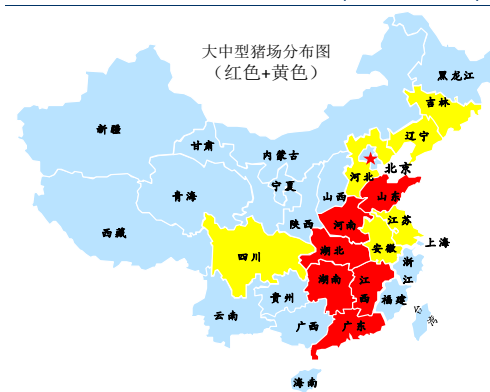 大中型猪场分布图
（红色+黄色）
黑龙江
吉林
辽宁
新疆
甘肃
内蒙古
北京
河北
宁夏
山西
山东
青海
陕西
河南
江苏
西藏
安徽
上海
四川
湖北
浙江
湖南
江西
贵州
福建
云南
广西
广东
台湾
海南